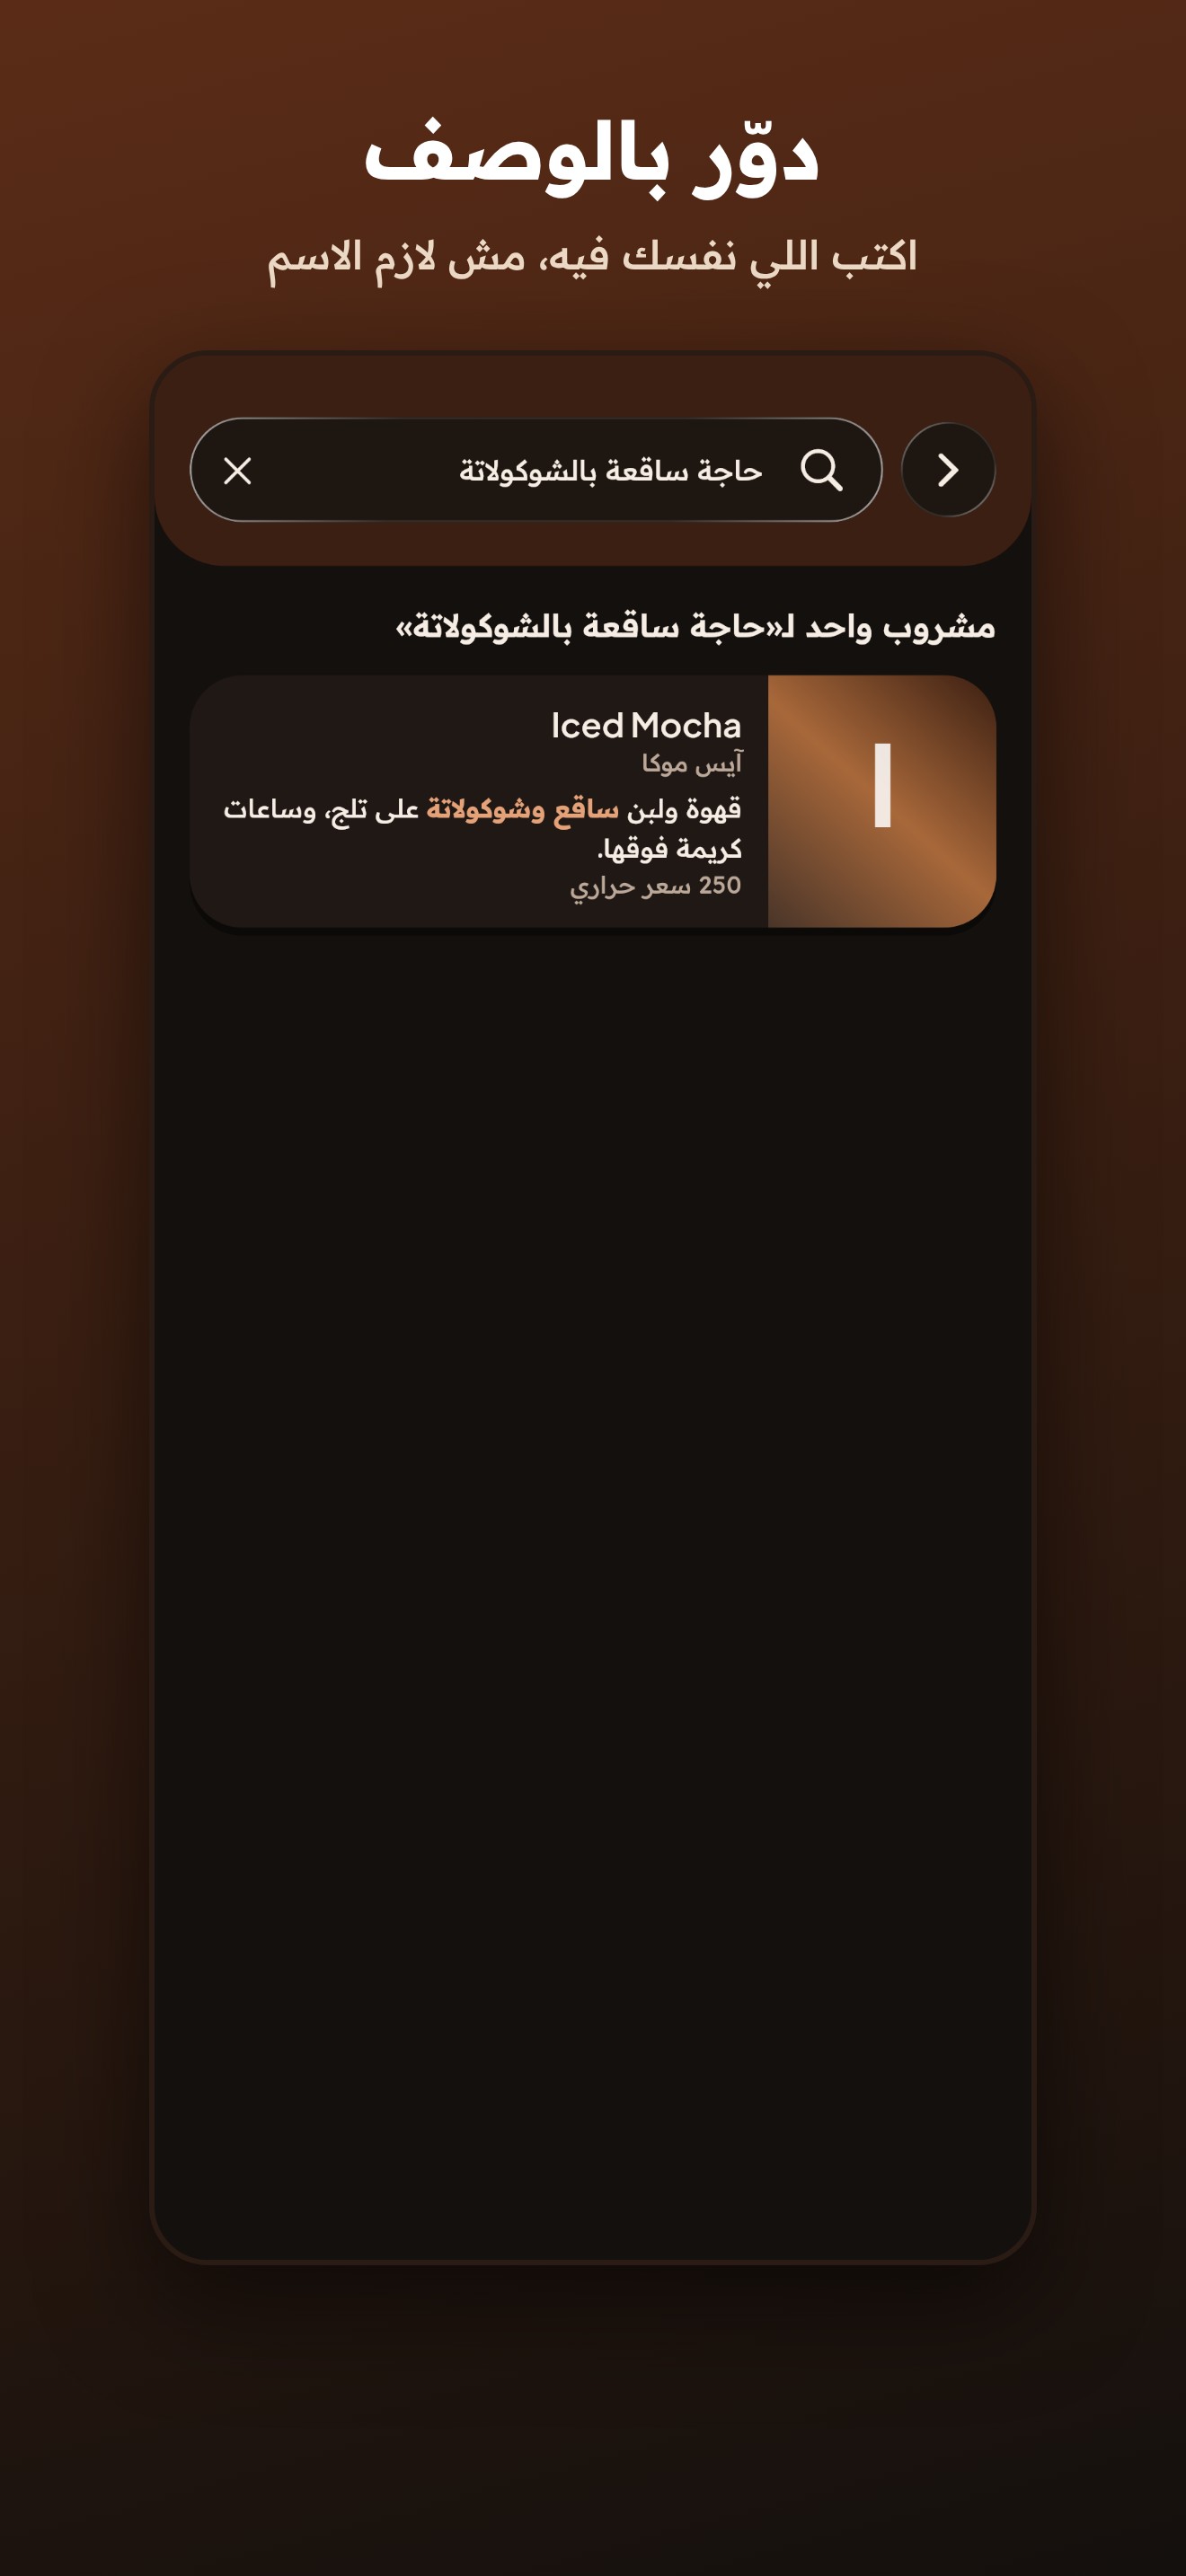 دوّر بالوصف
اكتب اللي نفسك فيه، مش لازم الاسم
حاجة ساقعة بالشوكولاتة
مشروب واحد لـ«حاجة ساقعة بالشوكولاتة»
I
Iced Mocha
آيس موكا
قهوة ولبن ساقع وشوكولاتة على تلج، وساعات
كريمة فوقها.
250 سعر حراري